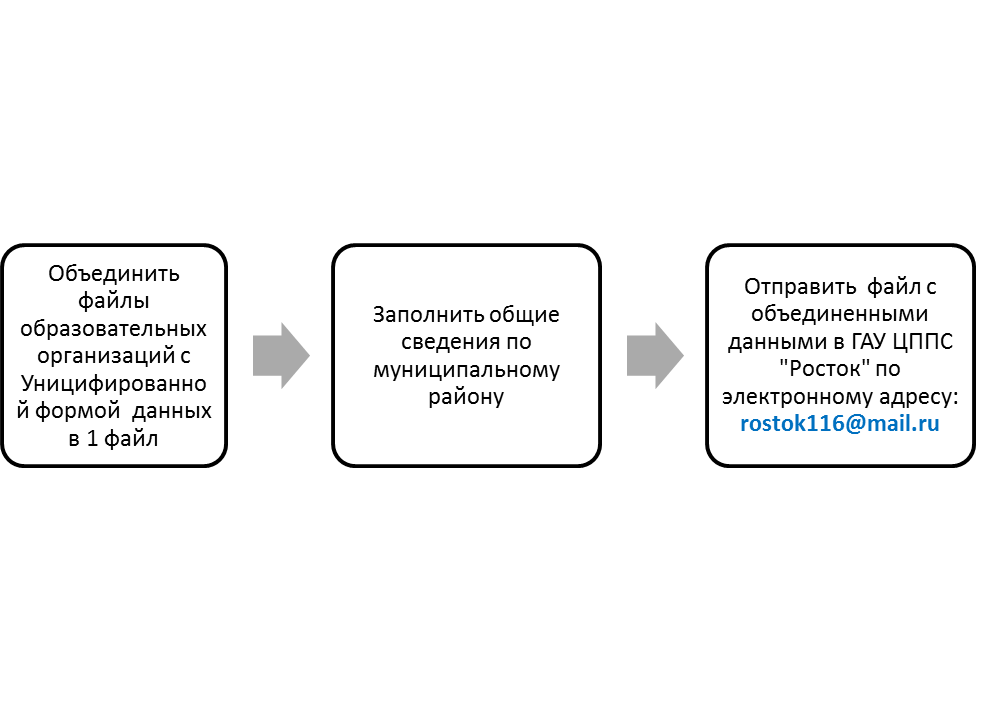 Объединить
файлы
образовательных
организаций с
Уницифированно
й формой данных
в 1 файл
Заполнить общие
сведения по
муниципальному
району
Отправить файл с
объединенными
данными в ГАУ ЦППС
"Росток" по
электронному адресу:
rostok116@mail.ru